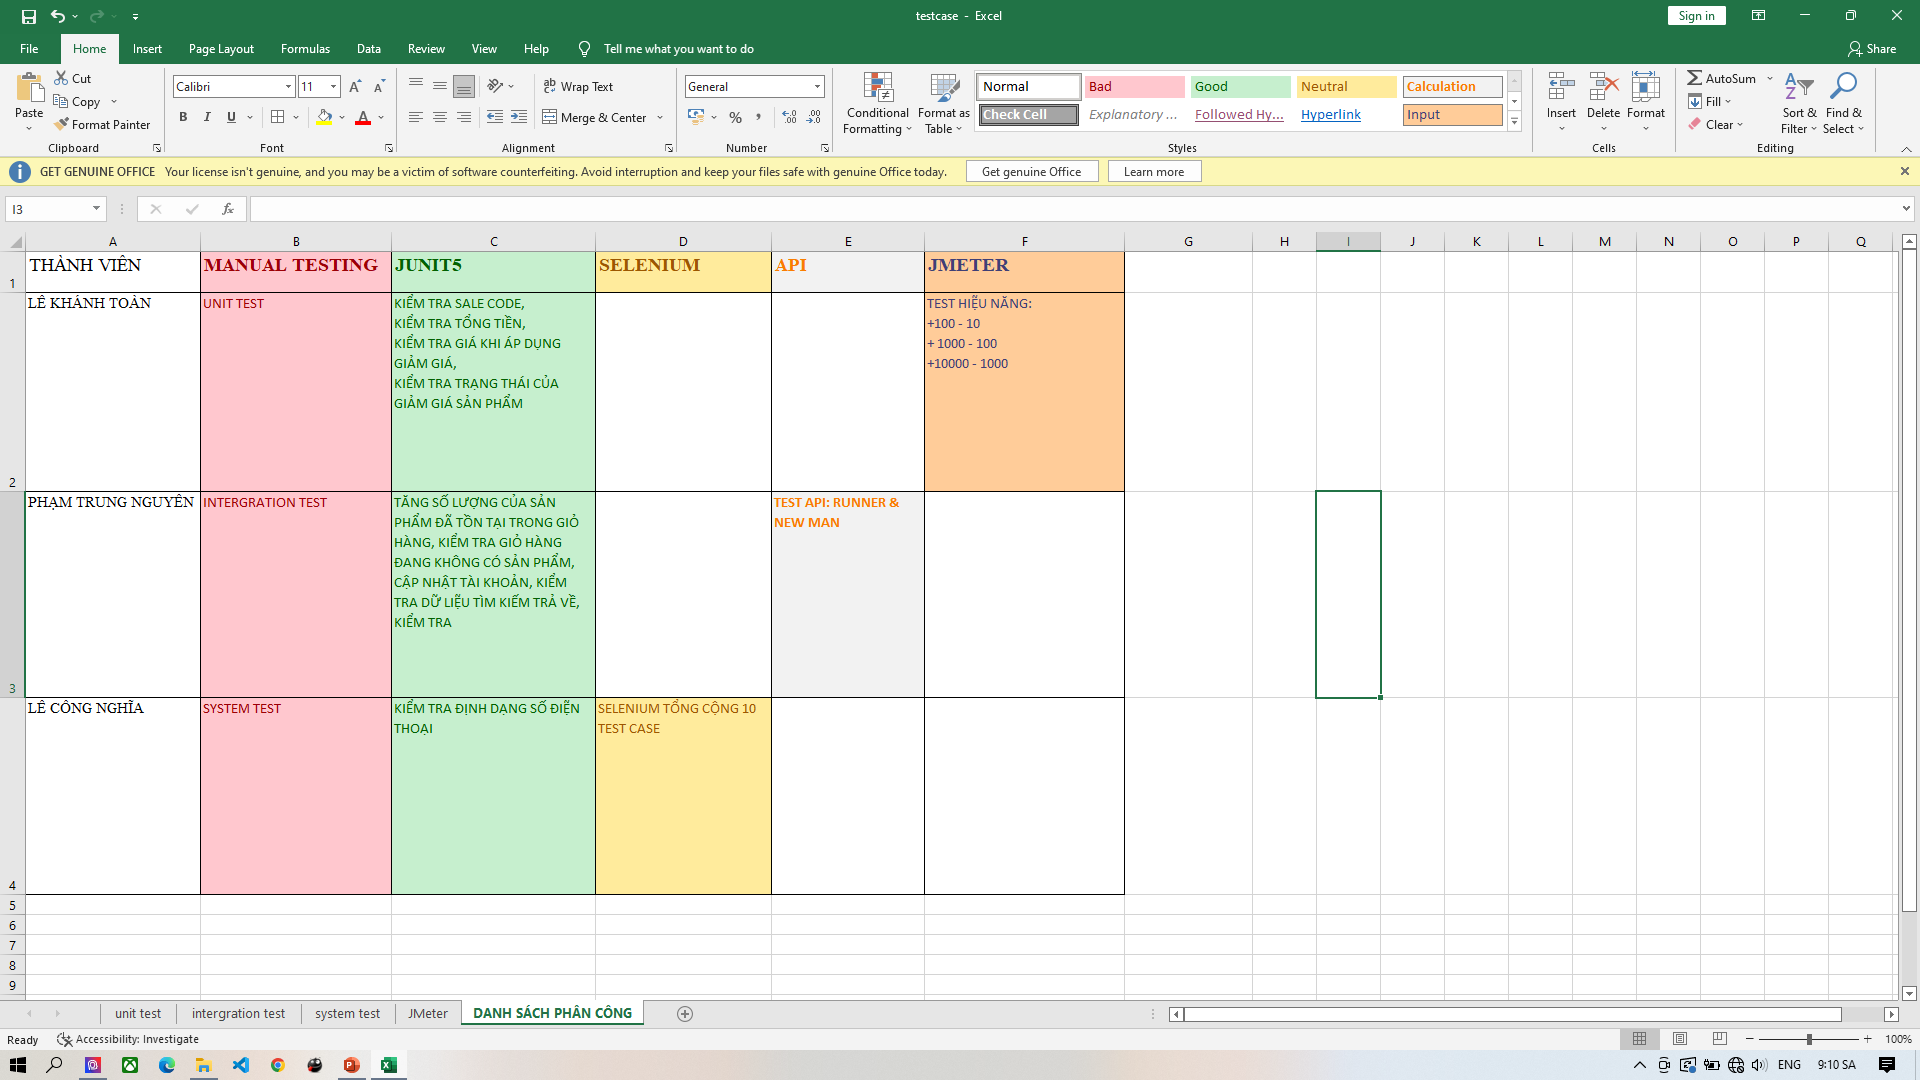 testcase - Excel
Sign in
File Home Insert Page Layout Formulas Data Review View Help Tell me what you want to do Share
Paste
Cut
Copy
Format Painter
Clipboard
Calibri 11
B I U
Font
Wrap Text
Merge & Center
Alignment
General
Number
Conditional Formatting
Format as Table
Normal Bad Good Neutral Calculation
Check Cell Explanatory ... Followed Hy... Hyperlink Input
Styles
Insert Delete Format
Cells
AutoSum
Fill
Clear
Sort & Filter
Find & Select
Editing
GET GENUINE OFFICE Your license isn't genuine, and you may be a victim of software counterfeiting. Avoid interruption and keep your files safe with genuine Office today. Get genuine Office Learn more
I3 fx
A B C D E F G H I J K L M N O P Q
1 THÀNH VIÊN MANUAL TESTING JUNIT5 SELENIUM API JMETER
2
LÊ KHÁNH TOÀN
UNIT TEST
KIỂM TRA SALE CODE,
KIỂM TRA TỔNG TIỀN,
KIỂM TRA GIÁ KHI ÁP DỤNG
GIẢM GIÁ,
KIỂM TRA TRẠNG THÁI CỦA
GIẢM GIÁ SẢN PHẨM
TEST HIỆU NĂNG:
+100 - 10
+ 1000 - 100
+10000 - 1000
3
PHẠM TRUNG NGUYÊN
INTERGRATION TEST
TĂNG SỐ LƯỢNG CỦA SẢN
PHẨM ĐÃ TỒN TẠI TRONG GIỎ
HÀNG, KIỂM TRA GIỎ HÀNG
ĐANG KHÔNG CÓ SẢN PHẨM,
CẬP NHẬT TÀI KHOẢN, KIỂM
TRA DỮ LIỆU TÌM KIẾM TRẢ VỀ,
KIỂM TRA
TEST API: RUNNER &
NEW MAN
4
LÊ CÔNG NGHĨA
SYSTEM TEST
KIỂM TRA ĐỊNH DẠNG SỐ ĐIỆN
THOẠI
SELENIUM TỔNG CỘNG 10
TEST CASE
5
6
7
8
9
unit test intergration test system test JMeter DANH SÁCH PHÂN CÔNG
Ready Accessibility: Investigate 100%
ENG 9:10 SA